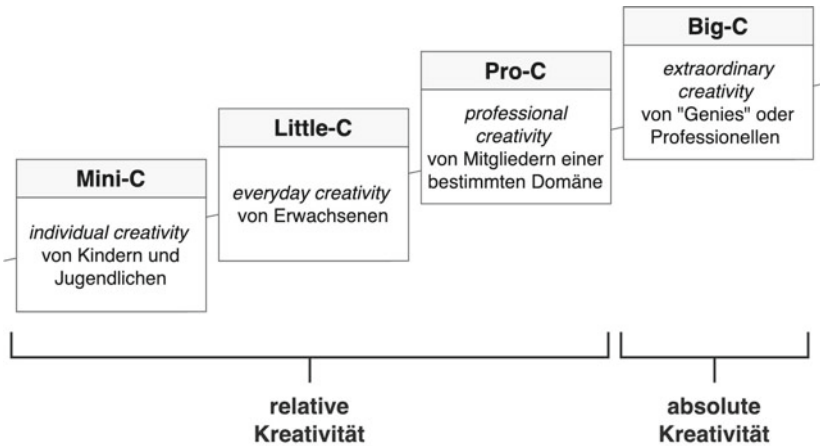 Mini-C
individual creativity
von Kindern und
Jugendlichen
Little-C
everyday creativity
von Erwachsenen
Pro-C
professional
creativity
von Mitgliedern einer
bestimmten Domäne
Big-C
extraordinary
creativity
von "Genies" oder
Professionellen
relative
Kreativität
absolute
Kreativität